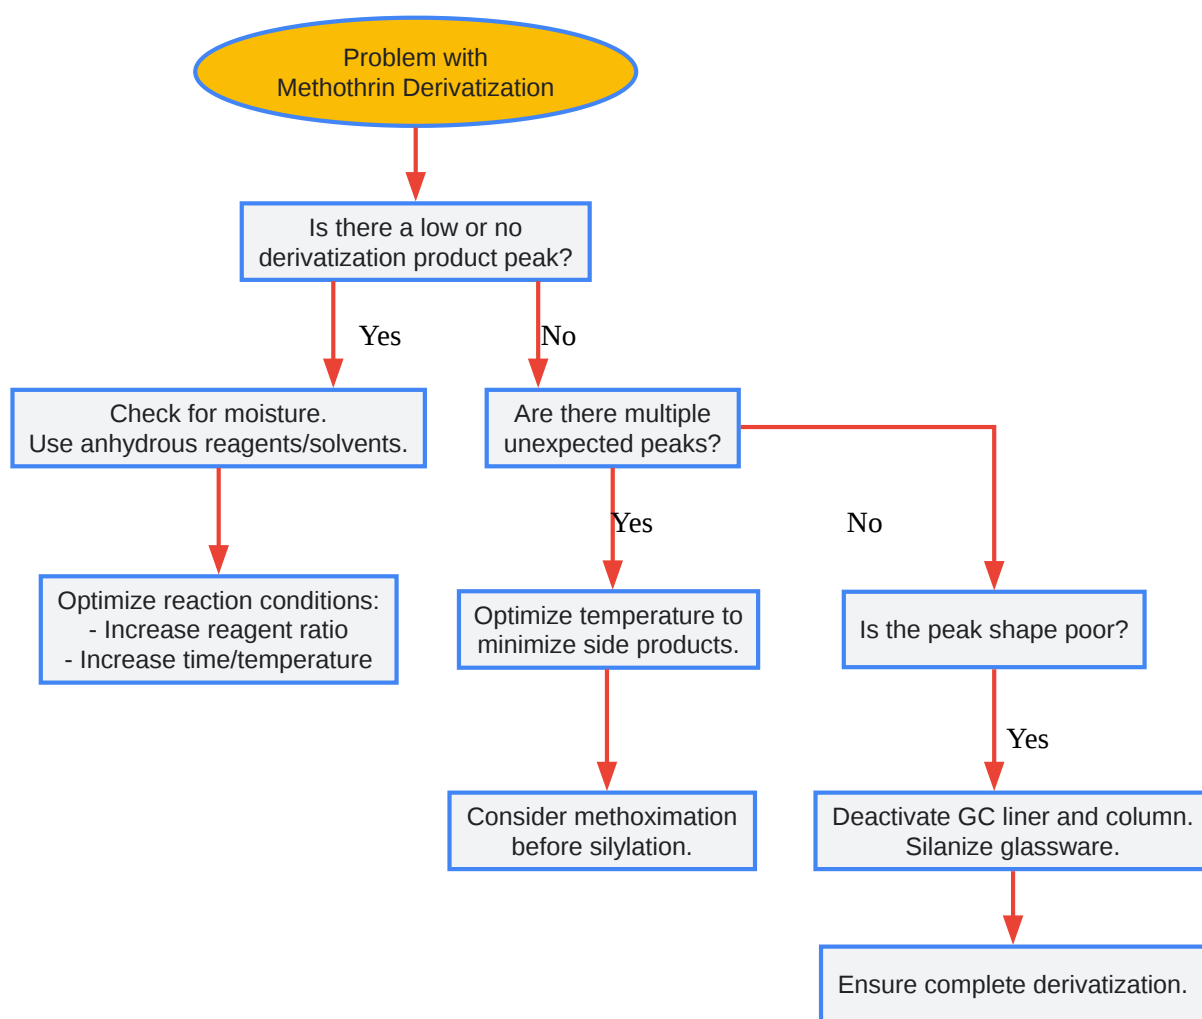 Problem with
Methothrin Derivatization
Is there a low or no
derivatization product peak?
Yes
No
Check for moisture.
Use anhydrous reagents/solvents.
Are there multiple
unexpected peaks?
Yes
No
Optimize reaction conditions:
- Increase reagent ratio
- Increase time/temperature
Optimize temperature to
minimize side products.
Is the peak shape poor?
Yes
Consider methoximation
before silylation.
Deactivate GC liner and column.
Silanize glassware.
Ensure complete derivatization.